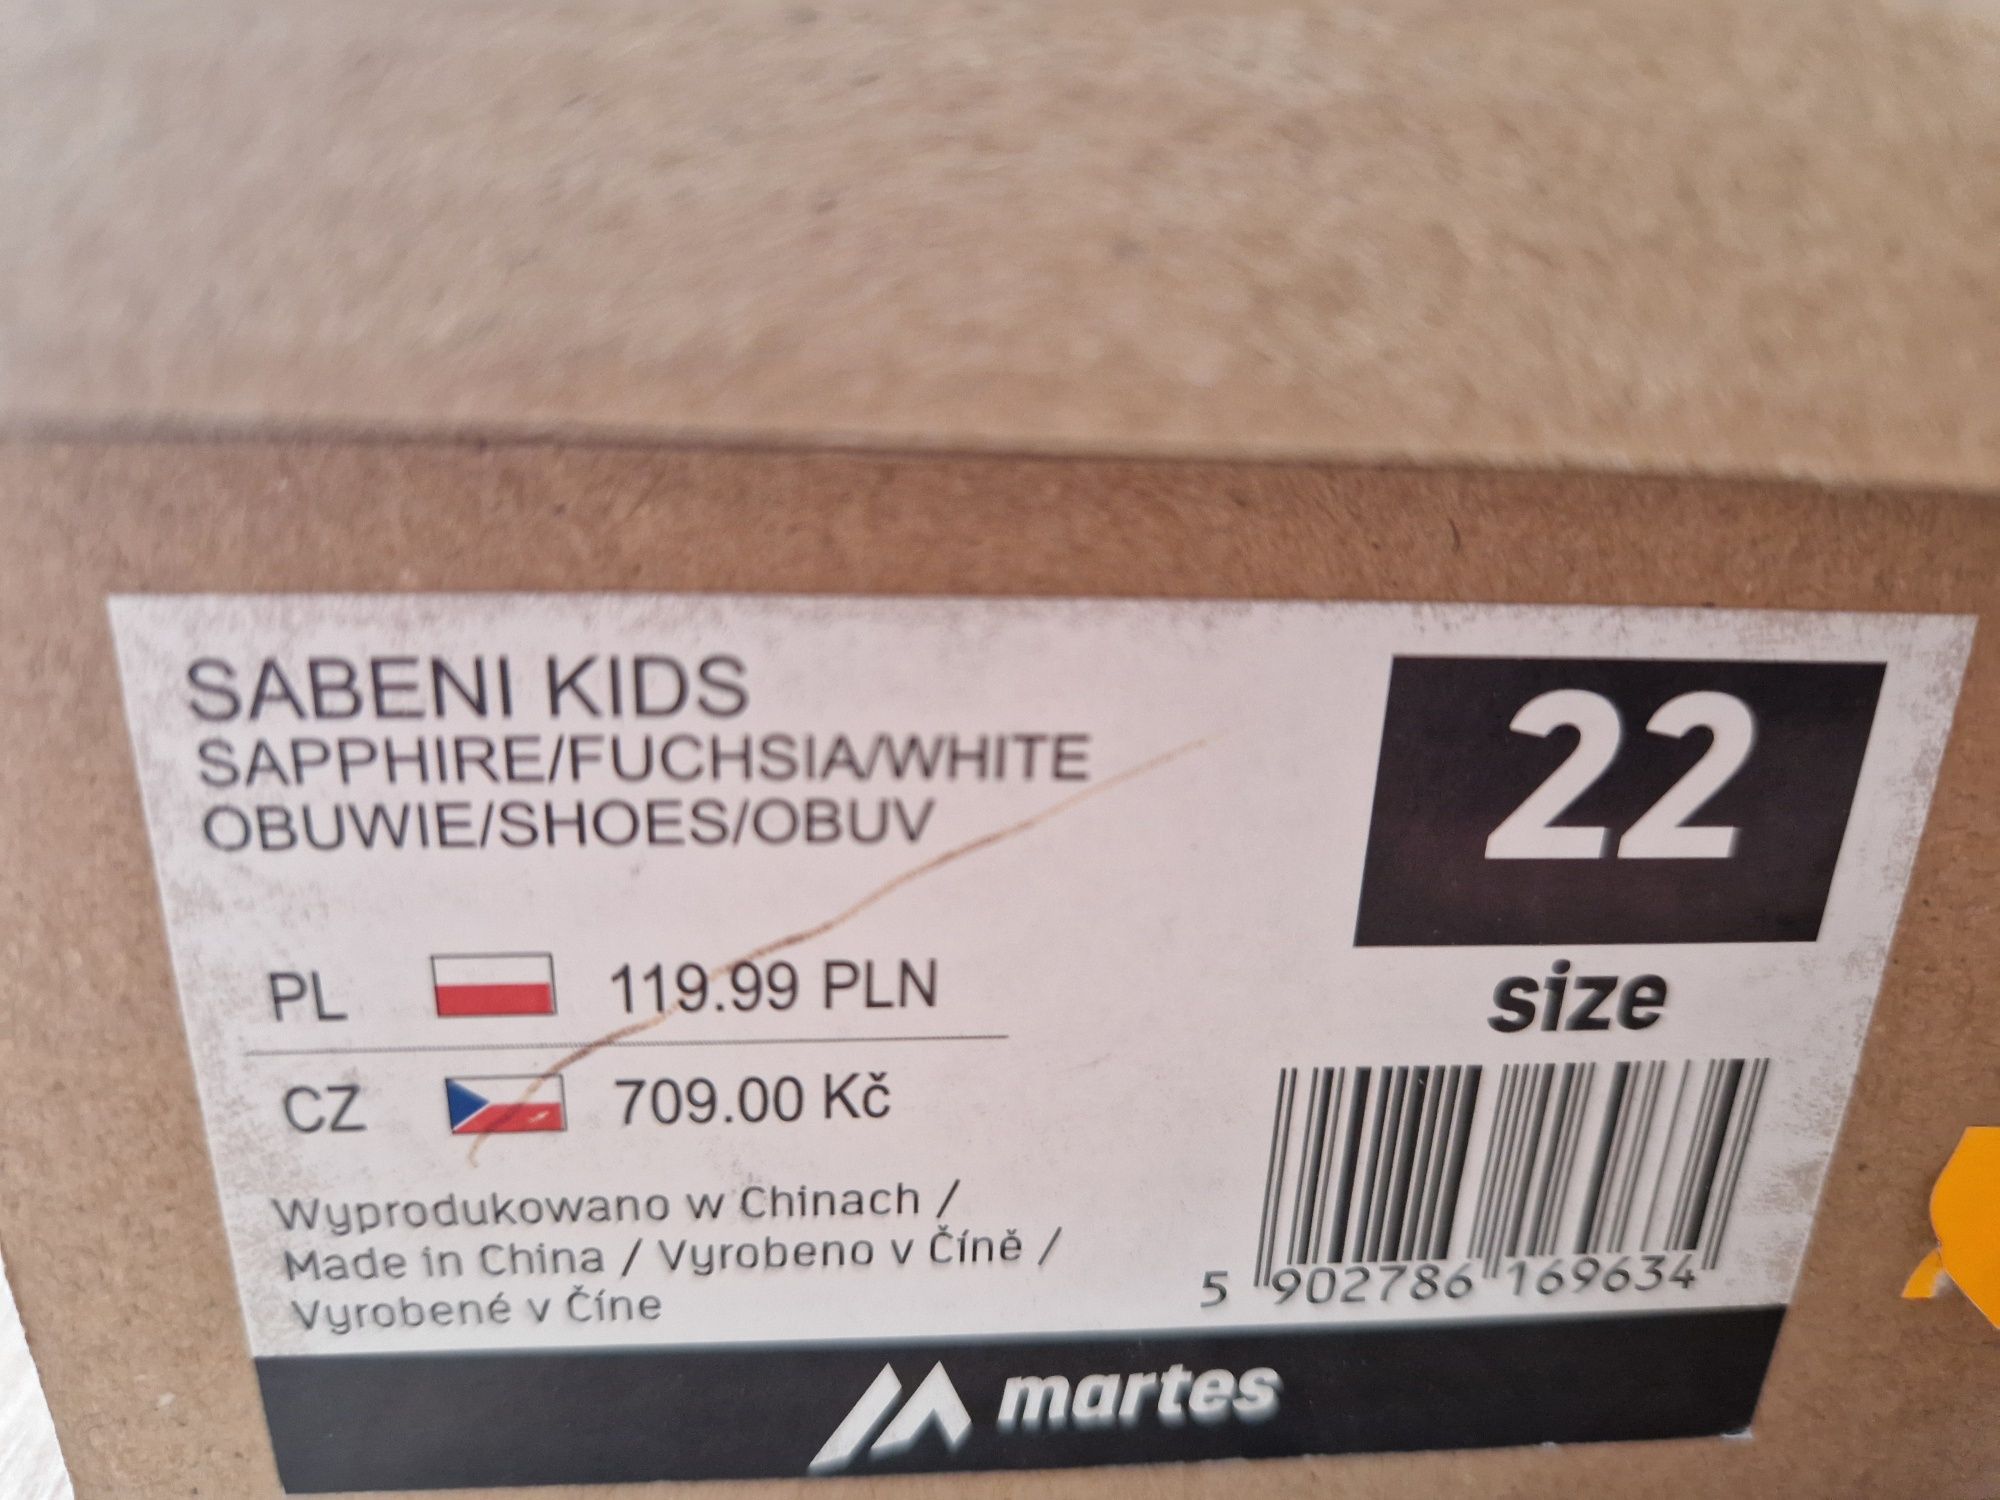 SABENI KIDS
SAPPHIRE/FUCHSIA/WHITE
OBUWIE/SHOES/OBUV
22
size
PL 119.99 PLN
CZ 709.00 Kč
Wyprodukowano w Chinach /
Made in China / Vyrobeno v Číně /
Vyrobené v Číne
5 902786 169634
martes